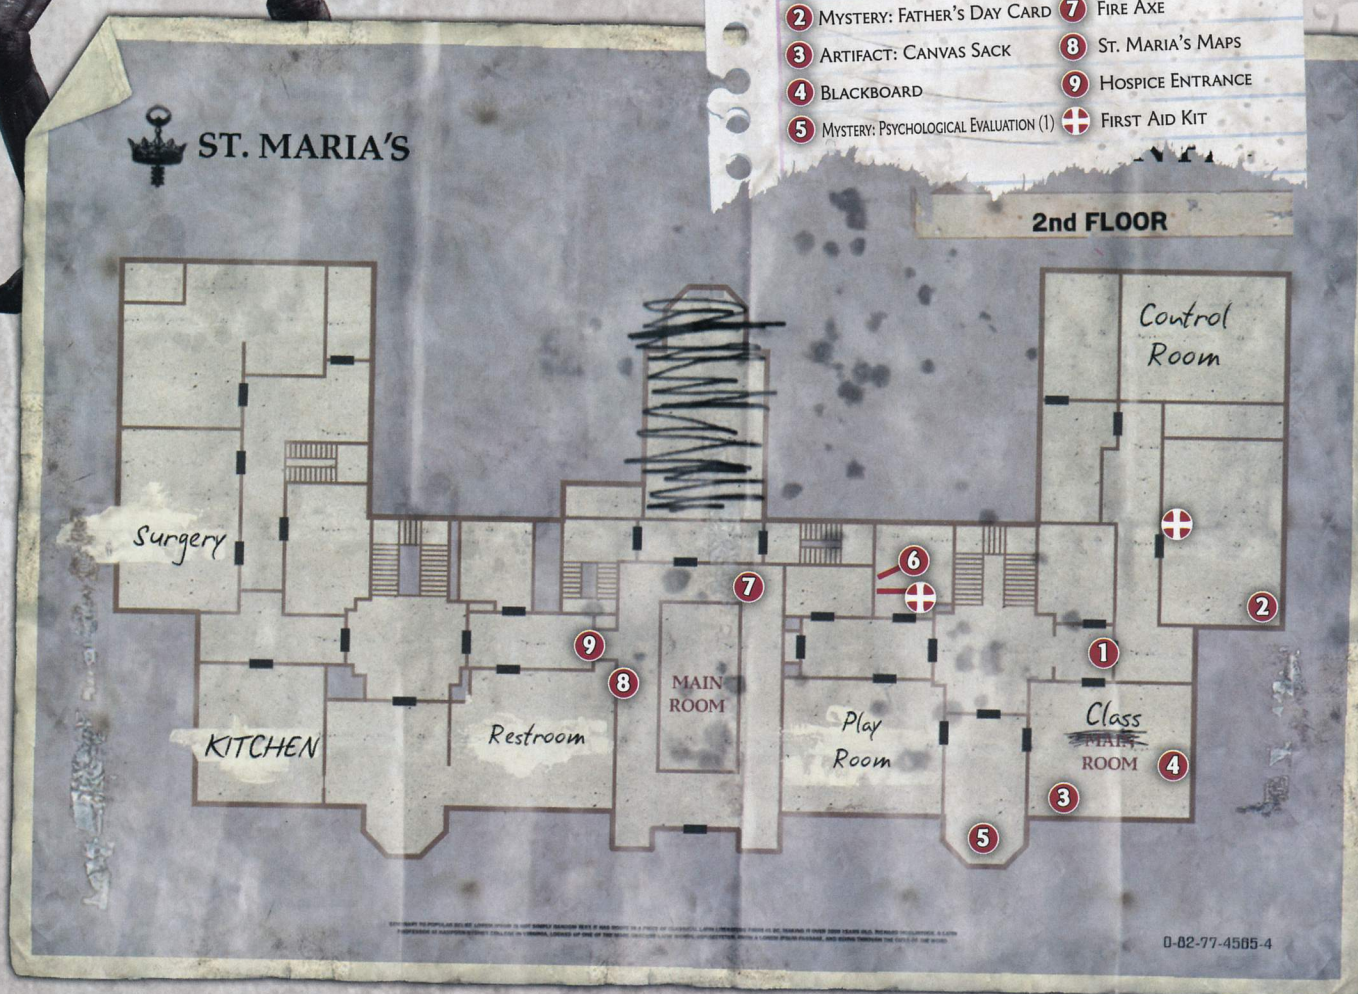 2 MYSTERY: FATHER'S DAY CARD
7 FIRE AXE
3 ARTIFACT: CANVAS SACK
8 ST. MARIA'S MAPS
4 BLACKBOARD
9 HOSPICE ENTRANCE
5 MYSTERY: PSYCHOLOGICAL EVALUATION (1)
FIRST AID KIT
ST. MARIA'S
2nd FLOOR
Control
Room
Surgery
6
7
2
9
1
8
MAIN
ROOM
KITCHEN
Restroom
Play
Room
Class
MAIN
ROOM
4
3
5
0-82-77-4585-4